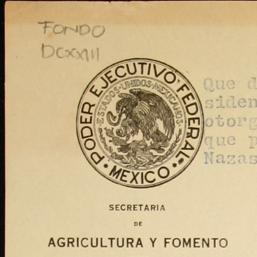 FONDO
DCXXIII
PODER EJECUTIVO FEDERAL
ESTADOS UNIDOS MEXICANOS
MEXICO
Que d
siden
otorg
que p
Nazas
SECRETARIA
DE
AGRICULTURA Y FOMENTO